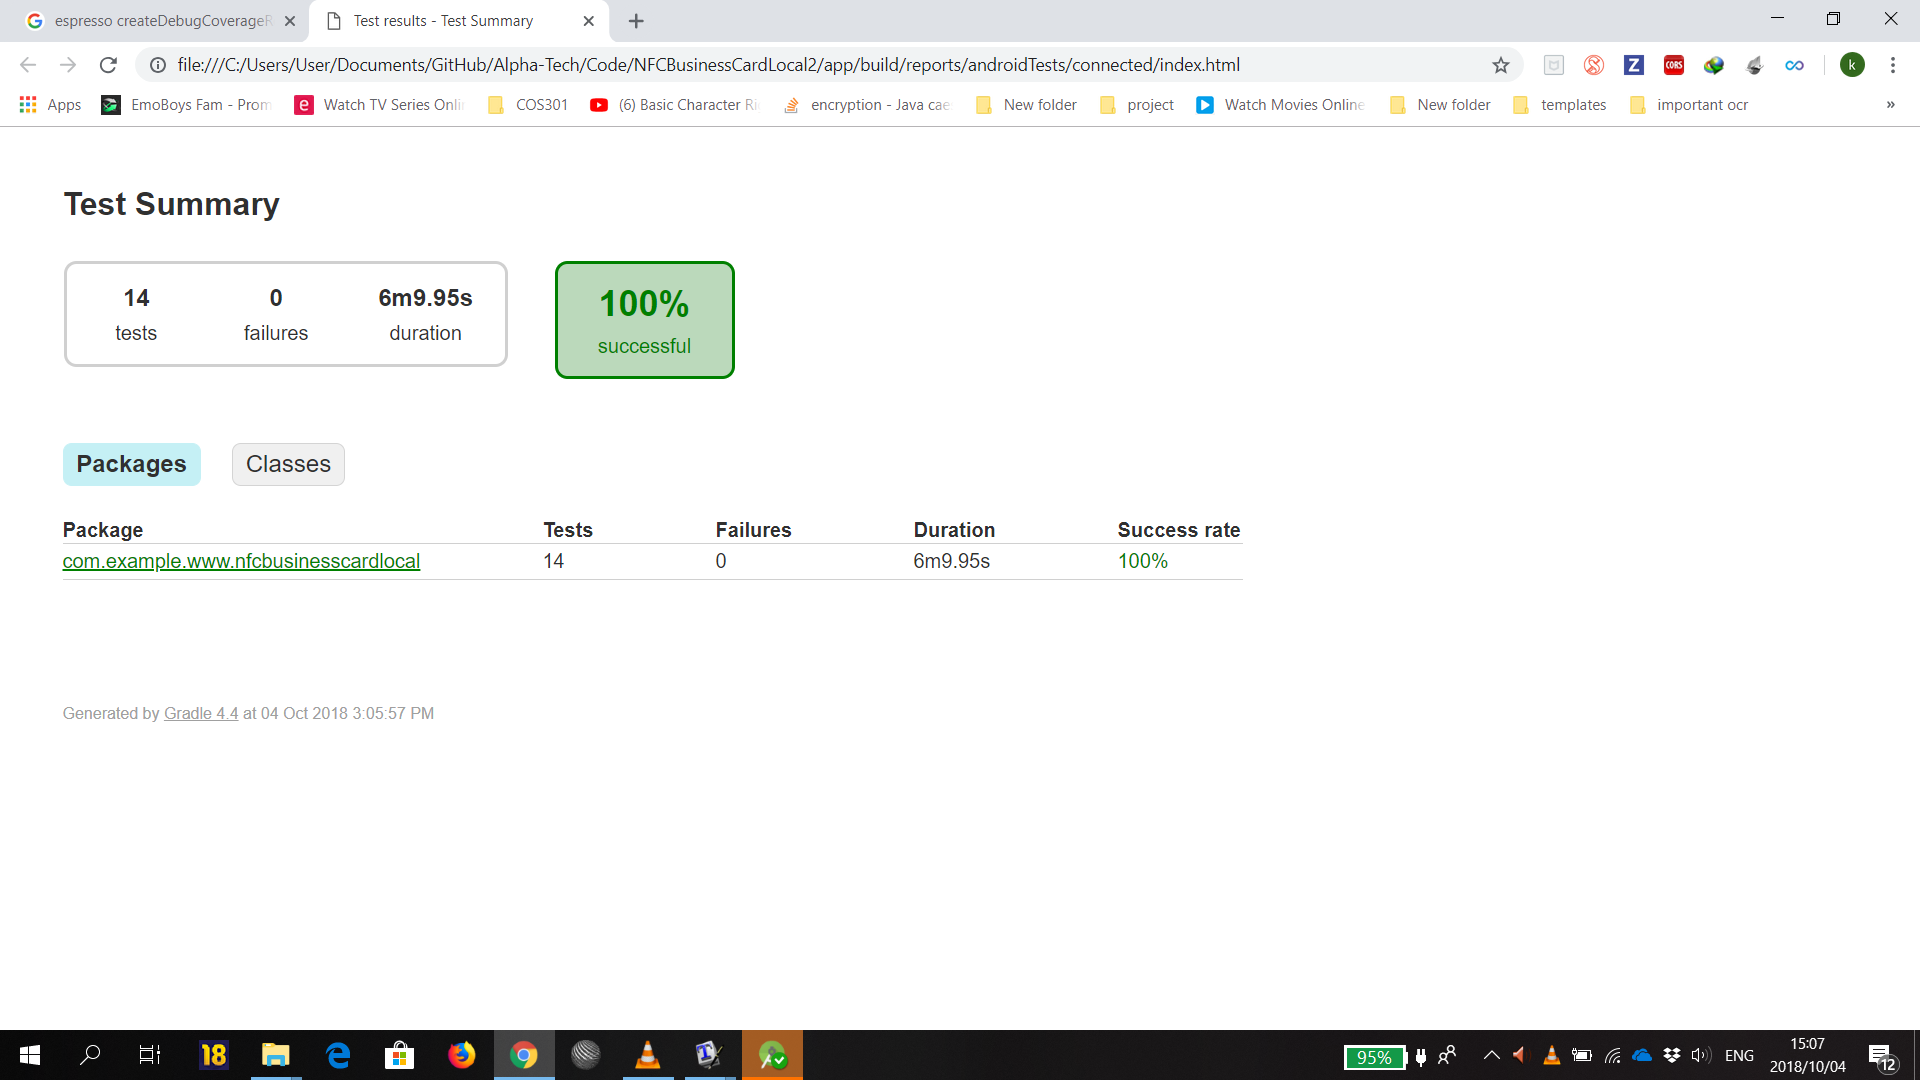 espresso createDebugCoverageR
Test results - Test Summary
file:///C:/Users/User/Documents/GitHub/Alpha-Tech/Code/NFCBusinessCardLocal2/app/build/reports/androidTests/connected/index.html
Z
CORS
k
Apps
EmoBoys Fam - Prom
e
Watch TV Series Onli
COS301
(6) Basic Character Ri
encryption - Java cae
New folder
project
Watch Movies Online
New folder
templates
important ocr
»
Test Summary
14 0 6m9.95s
tests failures duration
100%
successful
Packages Classes
Package Tests Failures Duration Success rate
com.example.www.nfcbusinesscardlocal 14 0 6m9.95s 100%
Generated by Gradle 4.4 at 04 Oct 2018 3:05:57 PM
18
95%
ENG
15:07
2018/10/04
12